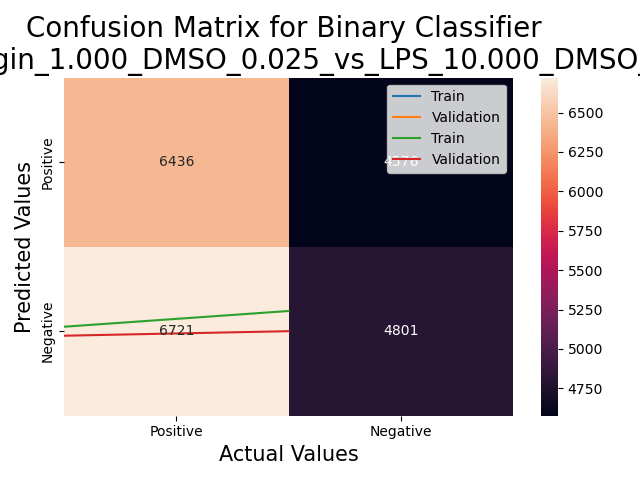 Confusion Matrix for Binary Classifier
gin_1.000_DMSO_0.025_vs_LPS_10.000_DMSO_
Train
Validation
Train
Validation
6436
6721
4801
Positive
Negative
Predicted Values
Positive
Negative
Actual Values
6500
6250
6000
5750
5500
5250
5000
4750